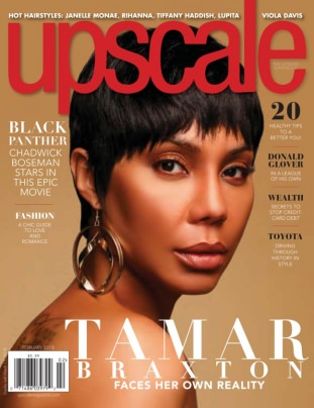 HOT HAIRSTYLES: JANELLE MONAE, RIHANNA, TIFFANY HADDISH, LUPITA VIOLA DAVIS
upscale
BLACK
PANTHER
CHADWICK
BOSEMAN
STARS IN
THIS EPIC
MOVIE
FASHION
A CHIC GUIDE
TO LOVE
AND
ROMANCE
20
HEALTHY TIPS
TO A
BETTER YOU!
DONALD
GLOVER
IN A LEAGUE
OF HIS OWN
WEALTH
SECRETS TO
STOP CREDIT
CARD DEBT
TOYOTA
DRIVING
THROUGH
HISTORY IN
STYLE
TAMAR
BRAXTON
FACES HER OWN REALITY